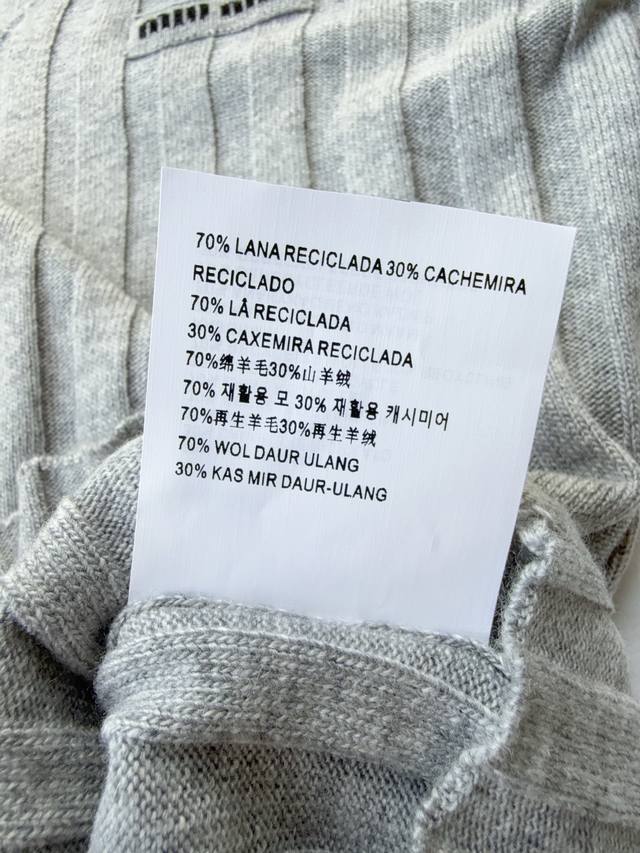 70% LANA RECICLADA 30% CACHEMIRA
RECICLADO
70% LÅ RECICLADA
30% CAXEMIRA RECICLADA
70%绵羊毛30%山羊绒
70% 재활용 모 30% 재활용 캐시미어
70%再生羊毛30%再生羊绒
70% WOL DAUR ULANG
30% KAS MIR DAUR-ULANG